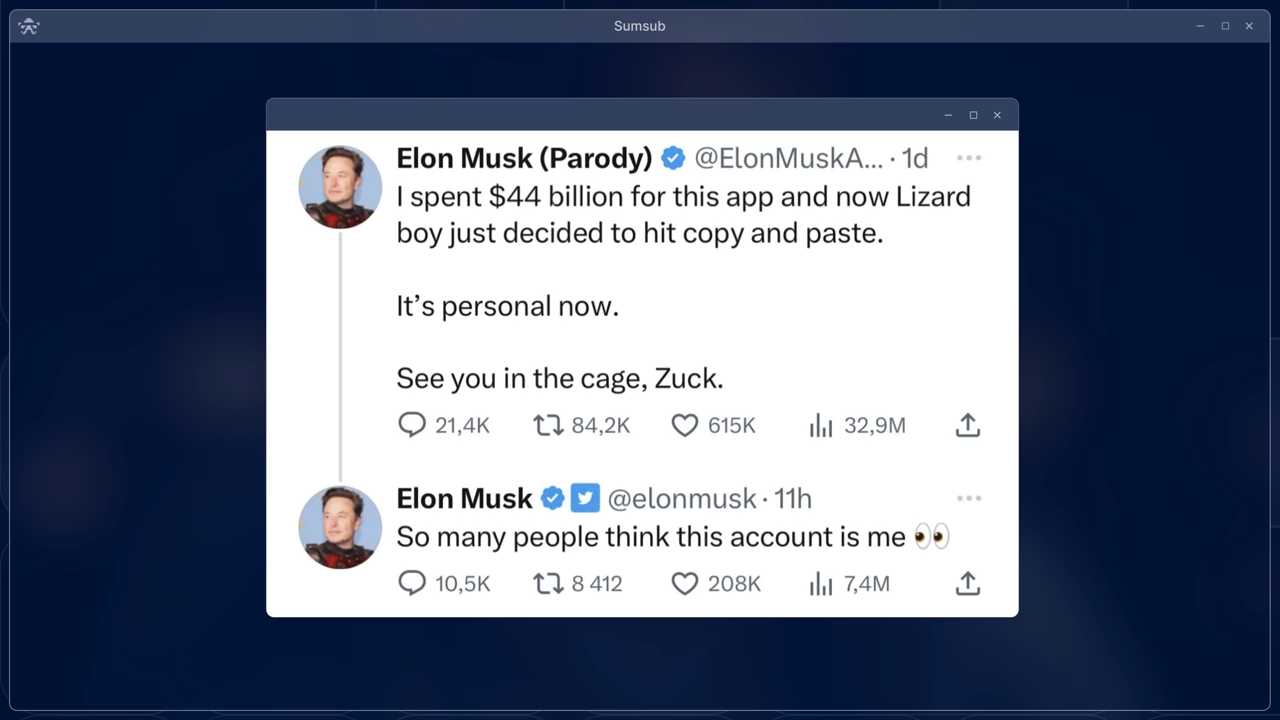 Sumsub
Elon Musk (Parody) @ElonMuskA... · 1d
I spent $44 billion for this app and now Lizard
boy just decided to hit copy and paste.
It’s personal now.
See you in the cage, Zuck.
21,4K 84,2K 615K 32,9M
Elon Musk @elonmusk · 11h
So many people think this account is me 👀
10,5K 8 412 208K 7,4M